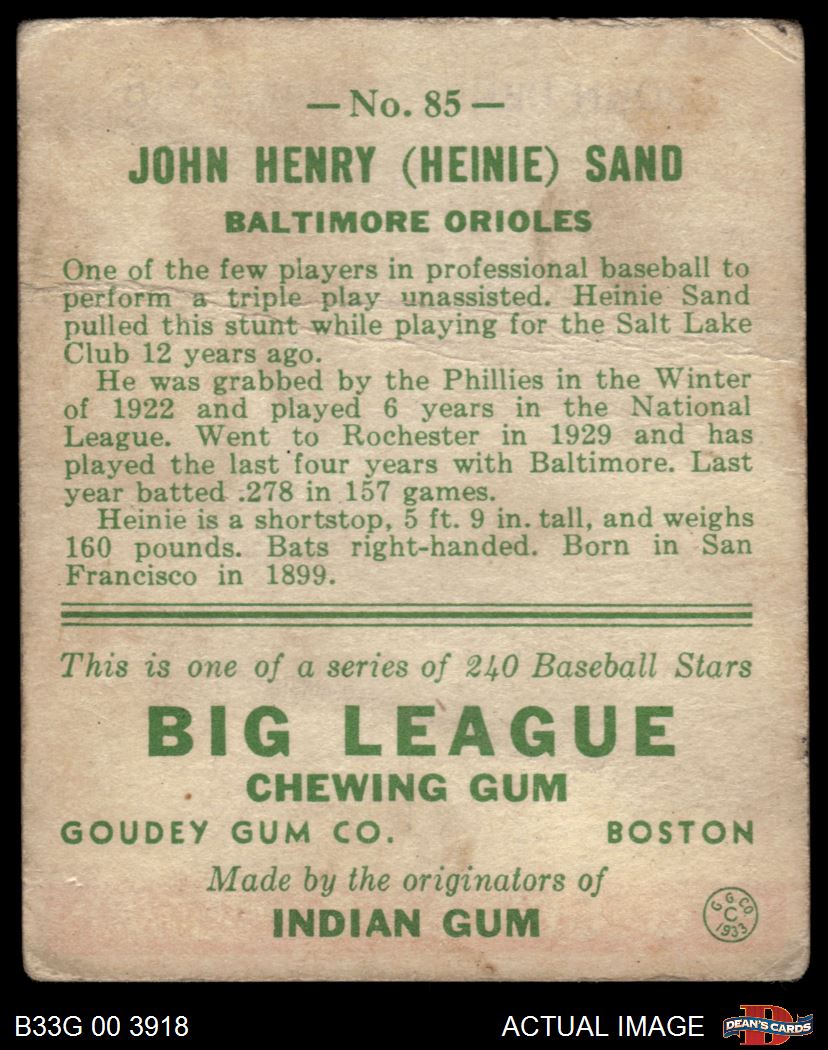 — No. 85 —
JOHN HENRY (HEINIE) SAND
BALTIMORE ORIOLES
One of the few players in professional baseball to
perform a triple play unassisted. Heinie Sand
pulled this stunt while playing for the Salt Lake
Club 12 years ago.
He was grabbed by the Phillies in the Winter
of 1922 and played 6 years in the National
League. Went to Rochester in 1929 and has
played the last four years with Baltimore. Last
year batted .278 in 157 games.
Heinie is a shortstop, 5 ft. 9 in. tall, and weighs
160 pounds. Bats right-handed. Born in San
Francisco in 1899.
This is one of a series of 240 Baseball Stars
BIG LEAGUE
CHEWING GUM
GOUDEY GUM CO. BOSTON
Made by the originators of
INDIAN GUM
G G CO
C
1933
B33G 00 3918 ACTUAL IMAGE
D
DEAN'S CARDS